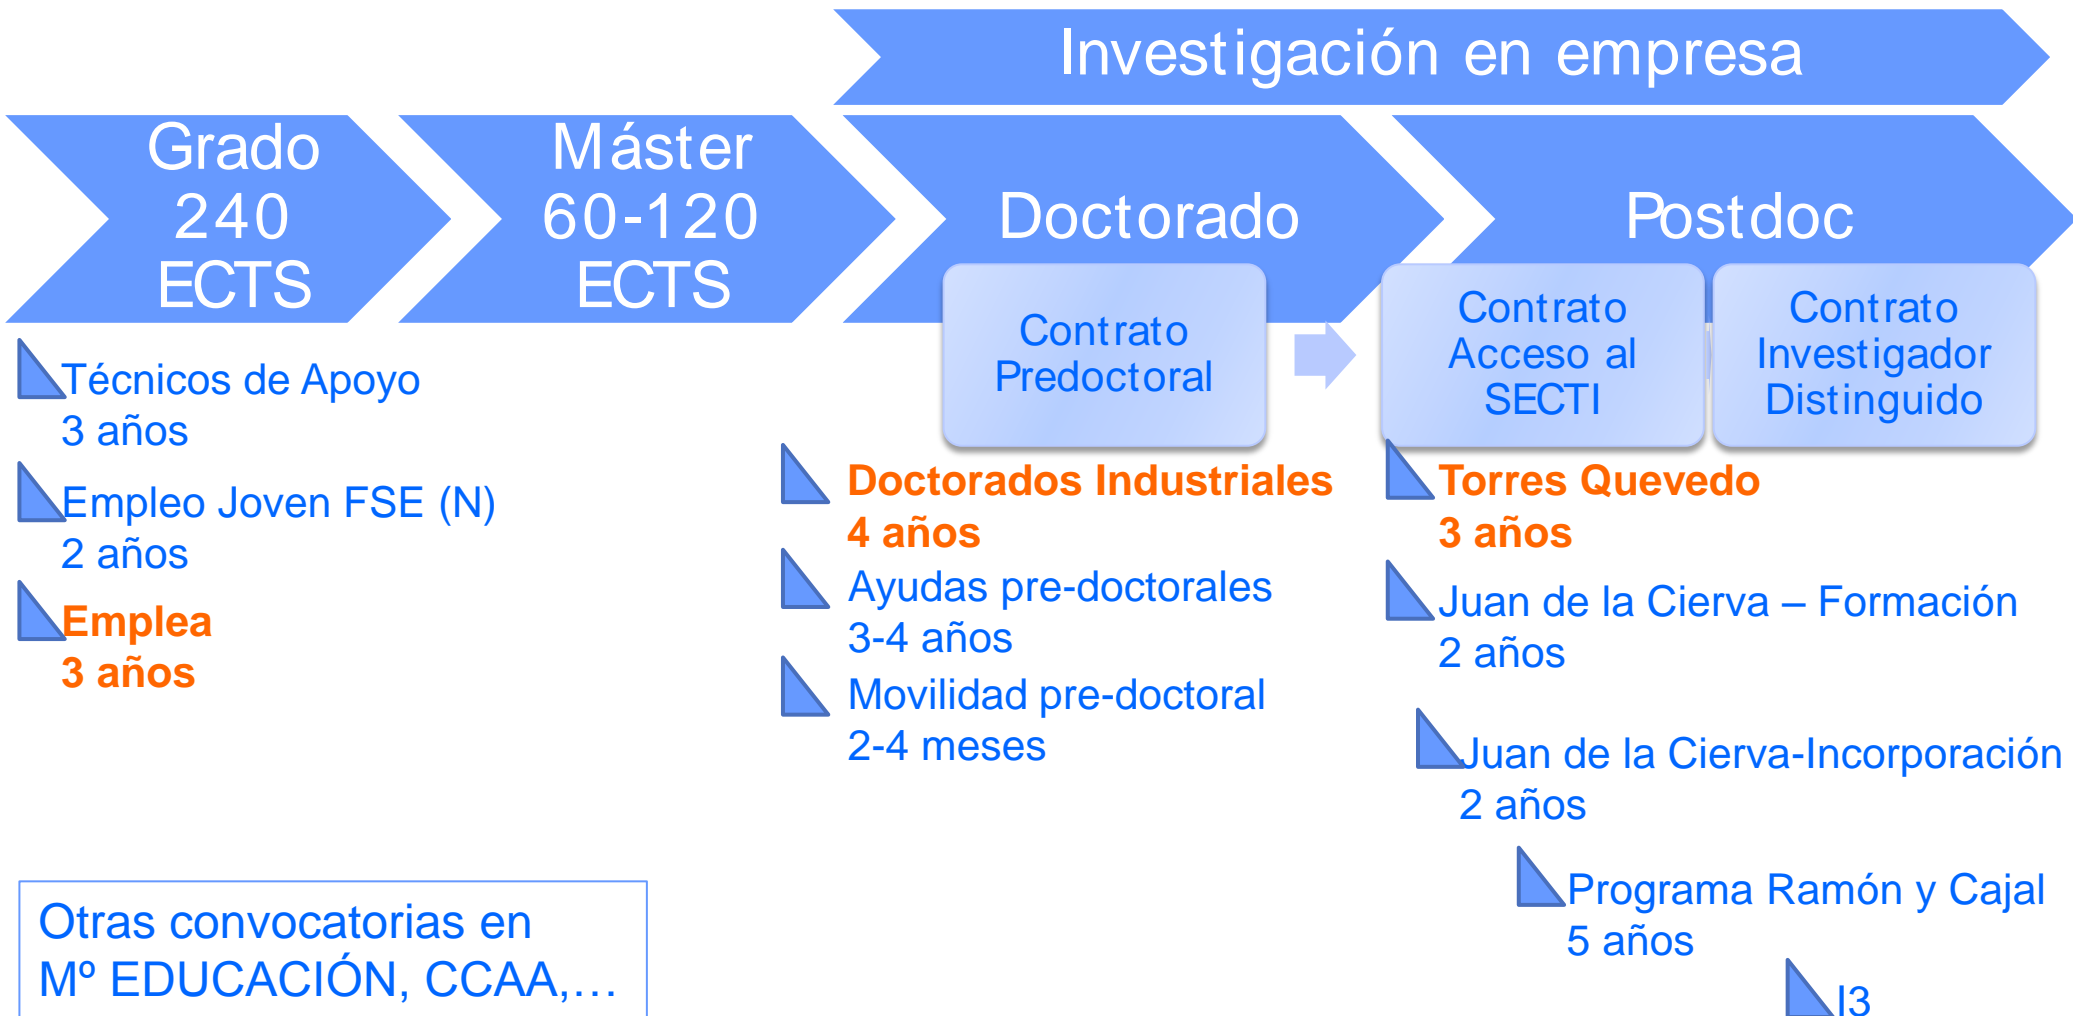 Investigación en empresa
Grado
240
ECTS
Máster
60-120
ECTS
Doctorado
Postdoc
Contrato
Predoctoral
Contrato
Acceso al
SECTI
Contrato
Investigador
Distinguido
Técnicos de Apoyo
3 años
Empleo Joven FSE (N)
2 años
Emplea
3 años
Doctorados Industriales
4 años
Ayudas pre-doctorales
3-4 años
Movilidad pre-doctoral
2-4 meses
Torres Quevedo
3 años
Juan de la Cierva – Formación
2 años
Juan de la Cierva-Incorporación
2 años
Programa Ramón y Cajal
5 años
I3
Otras convocatorias en
Mº EDUCACIÓN, CCAA,…